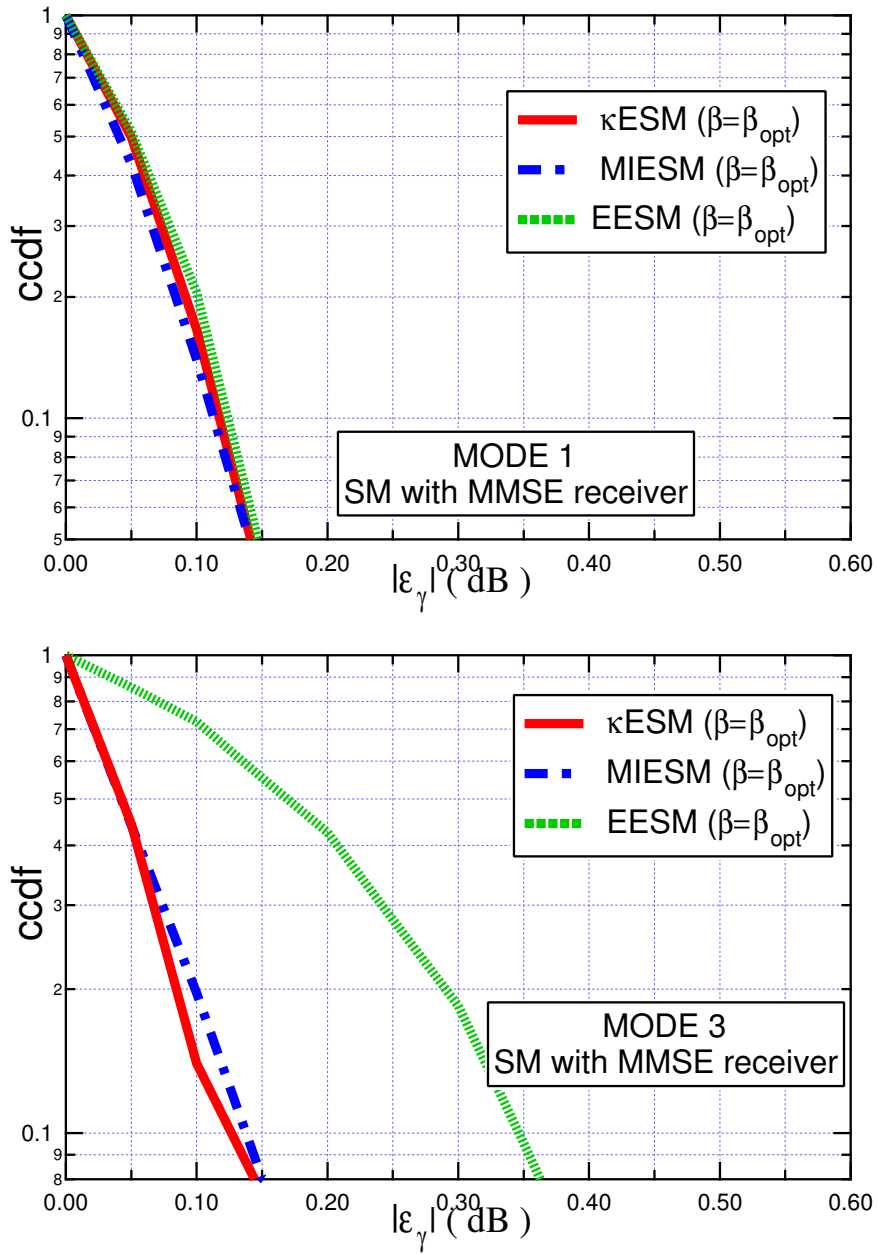 1
9
8
7
6
5
4
3
2
0.1
9
8
7
6
5
ccdf
κESM (β=β_opt)
MIESM (β=β_opt)
EESM (β=β_opt)
MODE 1
SM with MMSE receiver
0.00 0.10 0.20 0.30 0.40 0.50 0.60
|ε_γ| ( dB )
1
9
8
7
6
5
4
3
2
0.1
9
8
ccdf
κESM (β=β_opt)
MIESM (β=β_opt)
EESM (β=β_opt)
MODE 3
SM with MMSE receiver
0.00 0.10 0.20 0.30 0.40 0.50 0.60
|ε_γ| ( dB )